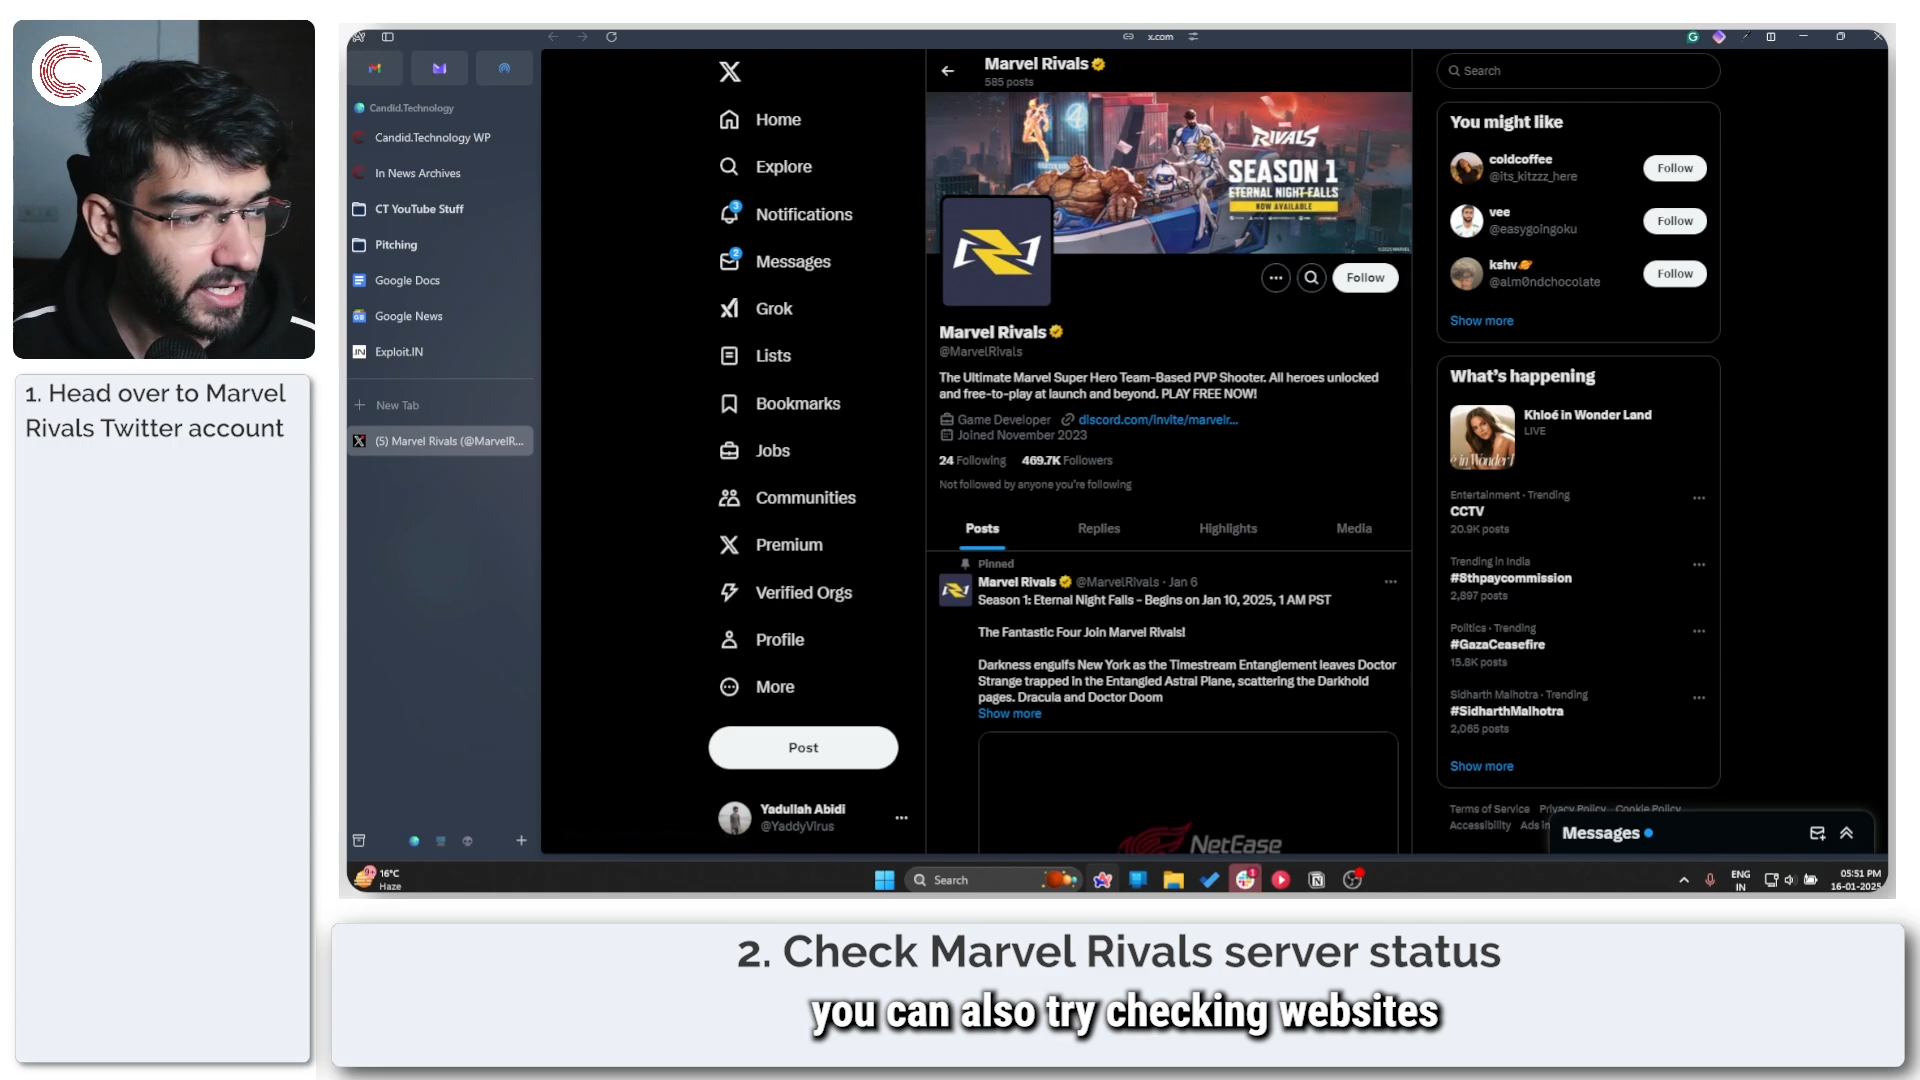 1. Head over to Marvel
Rivals Twitter account
x.com
Candid.Technology
Candid.Technology WP
In News Archives
CT YouTube Stuff
Pitching
Google Docs
Google News
Exploit.IN
New Tab
(5) Marvel Rivals (@MarvelR...
Home
Explore
3
Notifications
2
Messages
Grok
Lists
Bookmarks
Jobs
Communities
Premium
Verified Orgs
Profile
More
Post
Yadullah Abidi
@YaddyVirus
Marvel Rivals
585 posts
MARVEL
RIVALS
SEASON 1
ETERNAL NIGHT FALLS
NOW AVAILABLE
Follow
Marvel Rivals
@MarvelRivals
The Ultimate Marvel Super Hero Team-Based PVP Shooter. All heroes unlocked
and free-to-play at launch and beyond. PLAY FREE NOW!
Game Developer discord.com/invite/marvelr...
Joined November 2023
24 Following 469.7K Followers
Not followed by anyone you're following
Posts Replies Highlights Media
Pinned
Marvel Rivals @MarvelRivals · Jan 6
Season 1: Eternal Night Falls – Begins on Jan 10, 2025, 1 AM PST
The Fantastic Four Join Marvel Rivals!
Darkness engulfs New York as the Timestream Entanglement leaves Doctor
Strange trapped in the Entangled Astral Plane, scattering the Darkhold
pages. Dracula and Doctor Doom
Show more
NetEase
Search
You might like
coldcoffee
@its_kitzzz_here
Follow
vee
@easygoingoku
Follow
kshv
@alm0ndchocolate
Follow
Show more
What's happening
Khloé in Wonder Land
LIVE
Entertainment · Trending
CCTV
20.9K posts
Trending in India
#8thpaycommission
2,897 posts
Politics · Trending
#GazaCeasefire
15.8K posts
Sidharth Malhotra · Trending
#SidharthMalhotra
2,065 posts
Show more
Terms of Service Privacy Policy Cookie Policy
Accessibility Ads in
Messages
16°C
Haze
Search
ENG
IN
05:51 PM
16-01-2025
2. Check Marvel Rivals server status
you can also try checking websites